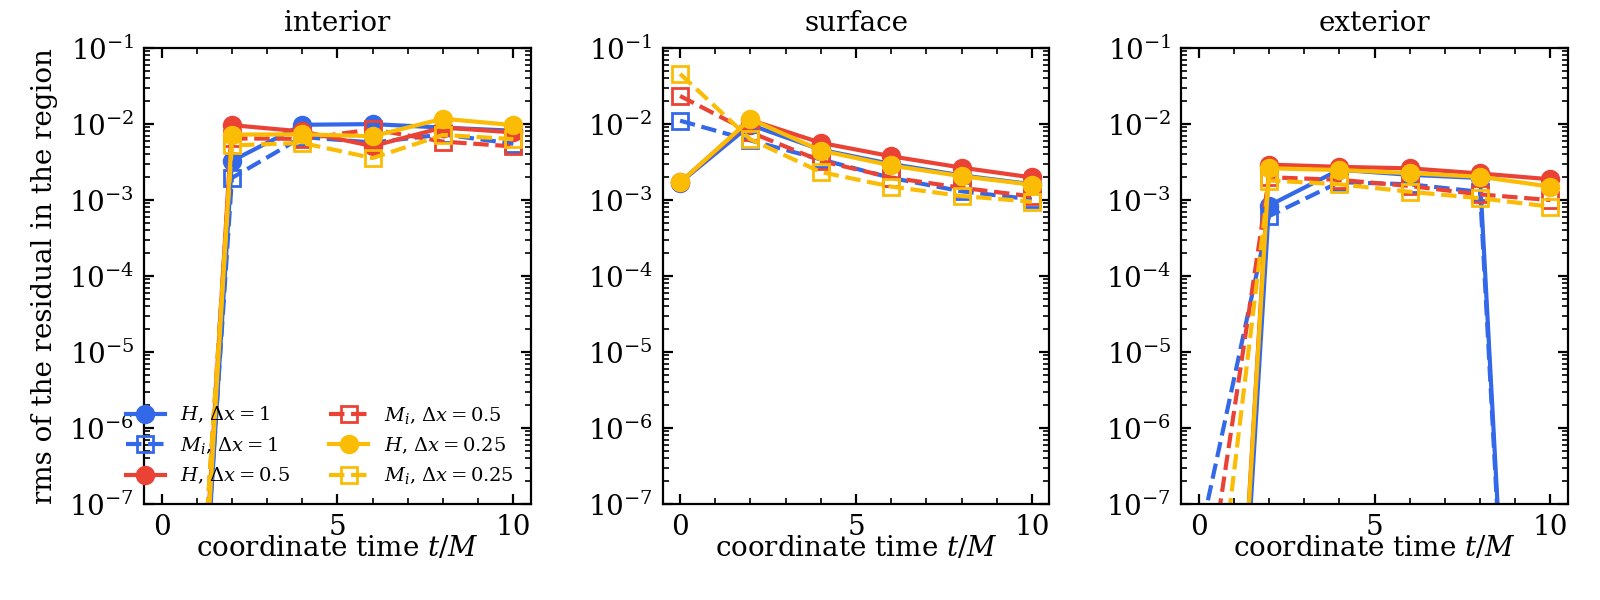 interior
surface
exterior
rms of the residual in the region
10⁻¹
10⁻²
10⁻³
10⁻⁴
10⁻⁵
10⁻⁶
10⁻⁷
H, Δx = 1
M_i, Δx = 1
H, Δx = 0.5
M_i, Δx = 0.5
H, Δx = 0.25
M_i, Δx = 0.25
0 5 10
coordinate time t/M
10⁻¹
10⁻²
10⁻³
10⁻⁴
10⁻⁵
10⁻⁶
10⁻⁷
0 5 10
coordinate time t/M
10⁻¹
10⁻²
10⁻³
10⁻⁴
10⁻⁵
10⁻⁶
10⁻⁷
0 5 10
coordinate time t/M